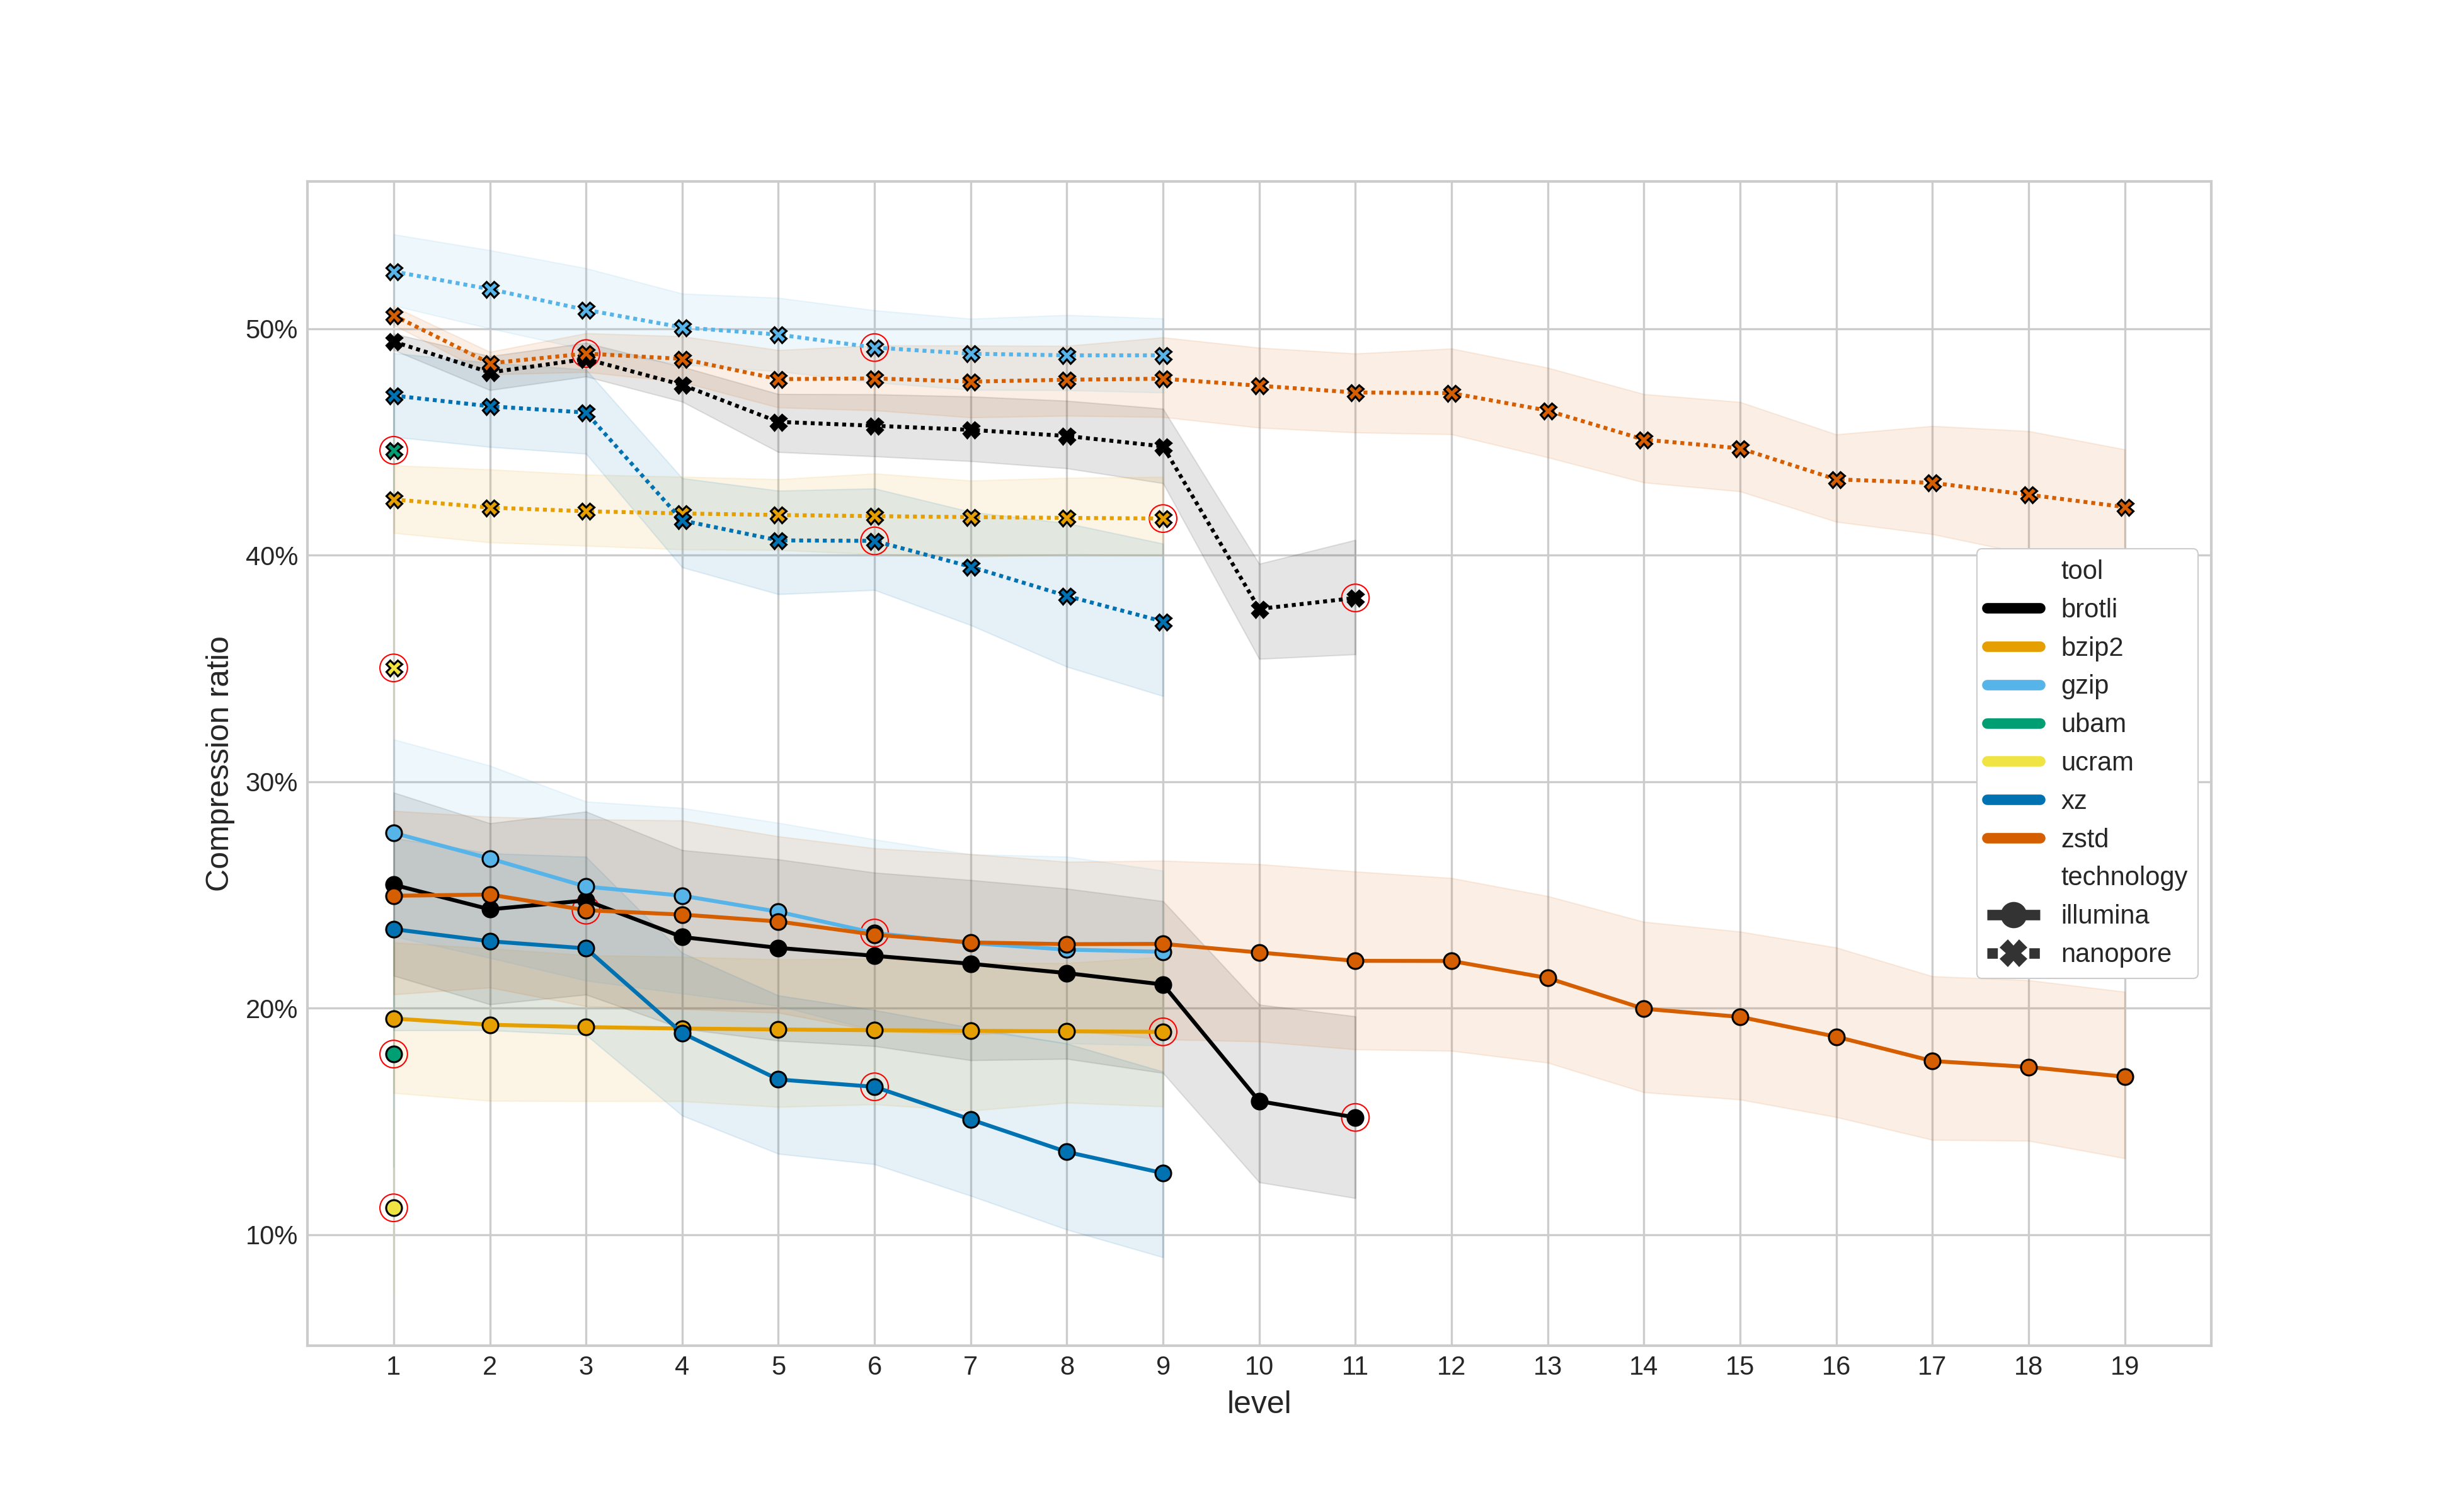 50%
40%
30%
20%
10%
Compression ratio
1 2 3 4 5 6 7 8 9 10 11 12 13 14 15 16 17 18 19
level
tool
brotli
bzip2
gzip
ubam
ucram
xz
zstd
technology
illumina
nanopore